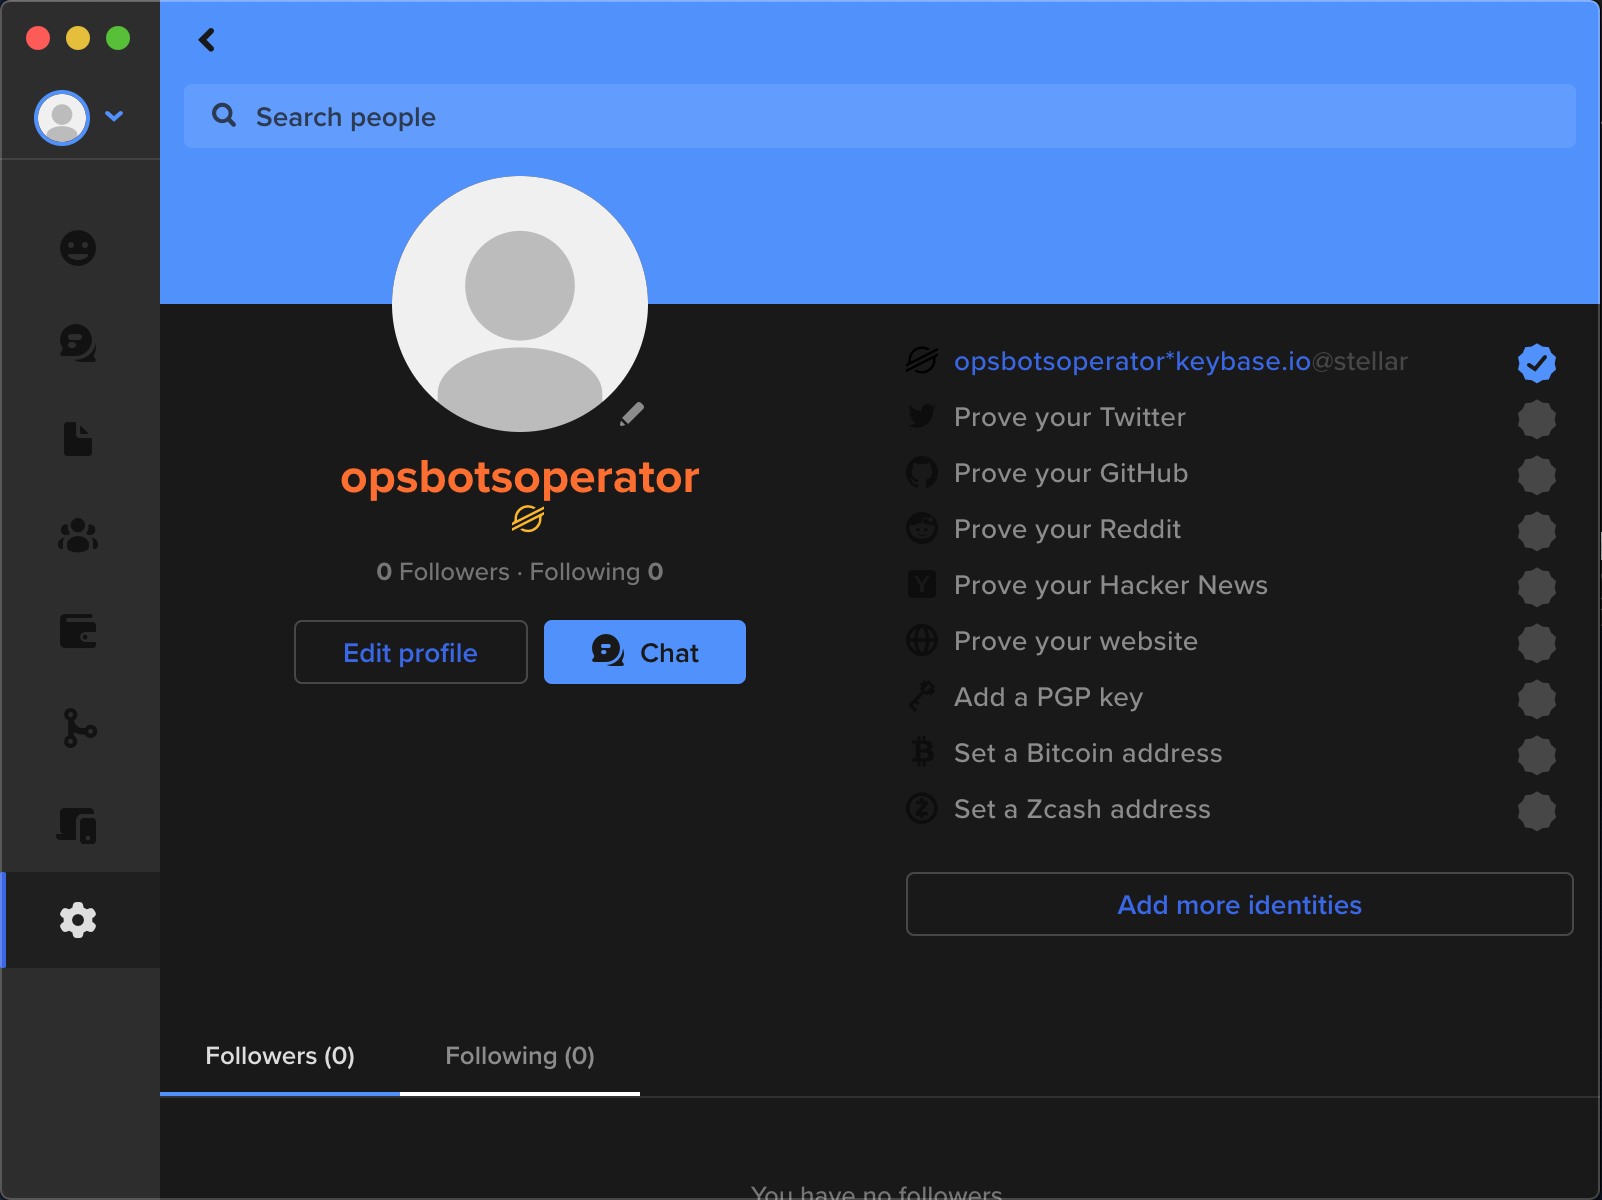 Search people
opsbotsoperator
0 Followers · Following 0
Edit profile
Chat
opsbotsoperator*keybase.io@stellar
Prove your Twitter
Prove your GitHub
Prove your Reddit
Prove your Hacker News
Prove your website
Add a PGP key
Set a Bitcoin address
Set a Zcash address
Add more identities
Followers (0)
Following (0)
You have no followers